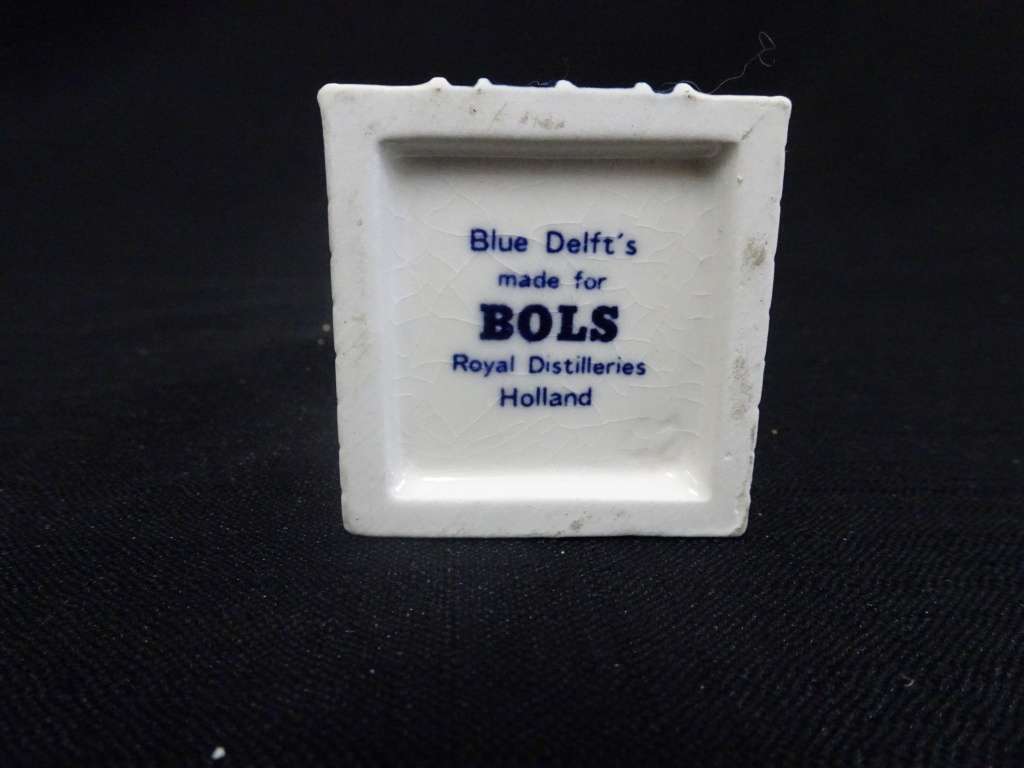 Blue Delft's
made for
BOLS
Royal Distilleries
Holland